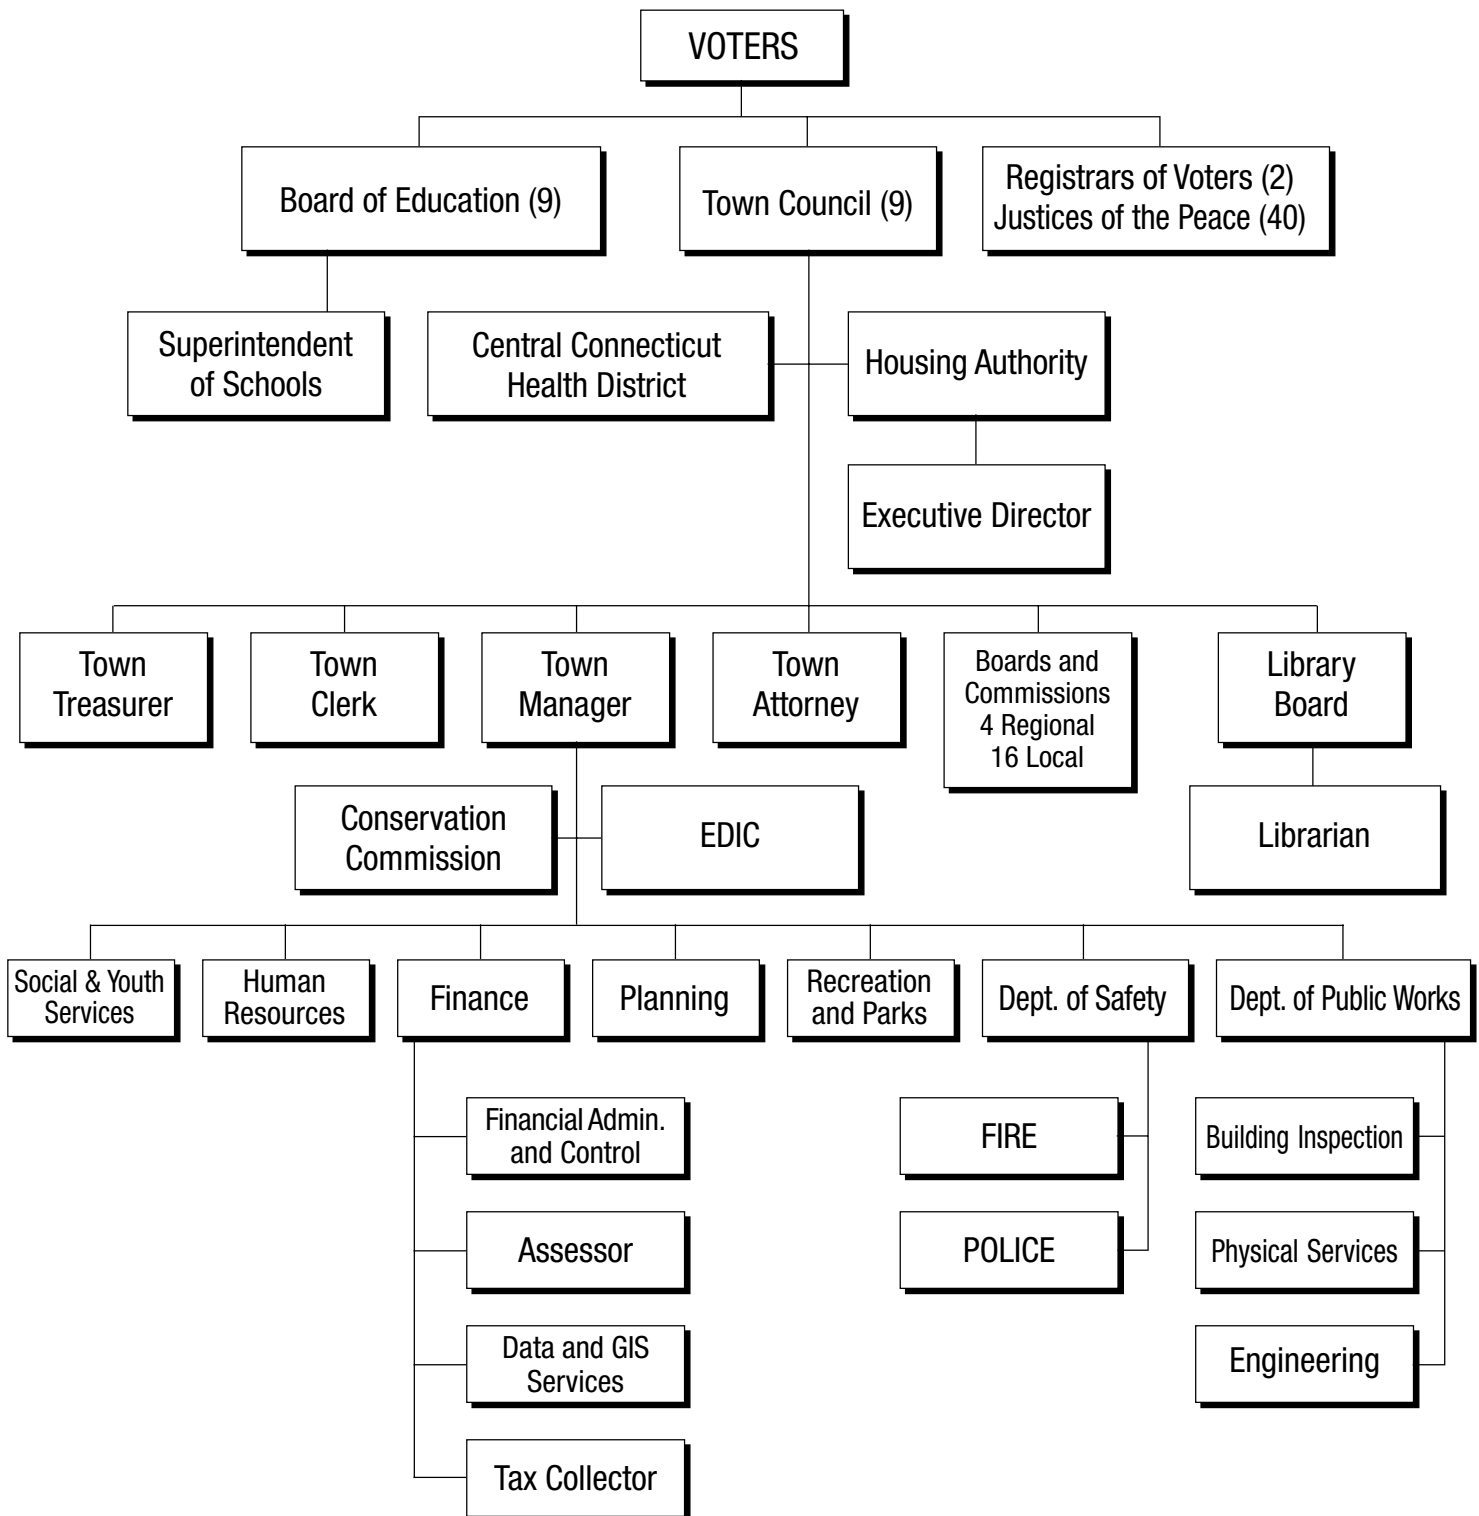 VOTERS
Board of Education (9)
Town Council (9)
Registrars of Voters (2)
Justices of the Peace (40)
Superintendent
of Schools
Central Connecticut
Health District
Housing Authority
Executive Director
Town
Treasurer
Town
Clerk
Town
Manager
Town
Attorney
Boards and
Commissions
4 Regional
16 Local
Library
Board
Conservation
Commission
EDIC
Librarian
Social & Youth
Services
Human
Resources
Finance
Planning
Recreation
and Parks
Dept. of Safety
Dept. of Public Works
Financial Admin.
and Control
Assessor
Data and GIS
Services
Tax Collector
FIRE
POLICE
Building Inspection
Physical Services
Engineering